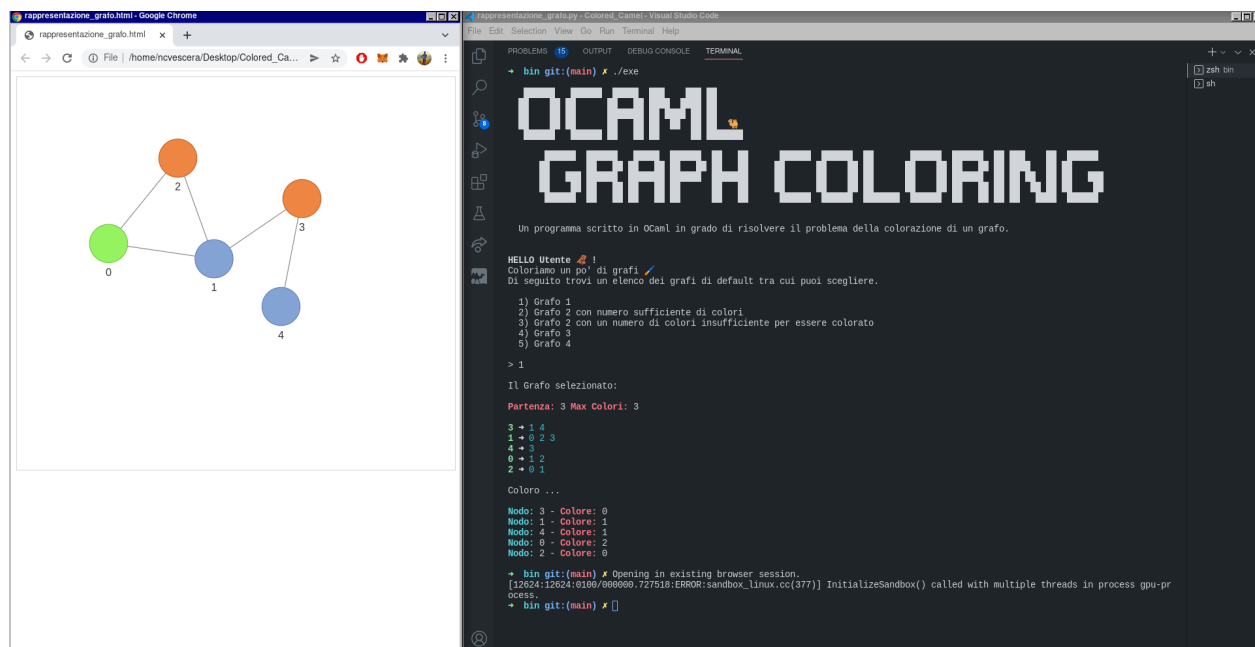 rappresentazione_grafo.html - Google Chrome
rappresentazione_grafo.html
File | /home/ncvescera/Desktop/Colored_Ca...
2
3
0
1
4
rappresentazione_grafo.py - Colored_Camel - Visual Studio Code
File Edit Selection View Go Run Terminal Help
PROBLEMS 15 OUTPUT DEBUG CONSOLE TERMINAL
zsh bin
sh
8
➜ bin git:(main) ✗ ./exe
OCAML
GRAPH COLORING
Un programma scritto in OCaml in grado di risolvere il problema della colorazione di un grafo.
HELLO Utente 🦧 !
Coloriamo un po' di grafi 🖌️
Di seguito trovi un elenco dei grafi di default tra cui puoi scegliere.
1) Grafo 1
2) Grafo 2 con numero sufficiente di colori
3) Grafo 2 con un numero di colori insufficiente per essere colorato
4) Grafo 3
5) Grafo 4
> 1
Il Grafo selezionato:
Partenza: 3 Max Colori: 3
3 ➜ 1 4
1 ➜ 0 2 3
4 ➜ 3
0 ➜ 1 2
2 ➜ 0 1
Coloro ...
Nodo: 3 - Colore: 0
Nodo: 1 - Colore: 1
Nodo: 4 - Colore: 1
Nodo: 0 - Colore: 2
Nodo: 2 - Colore: 0
➜ bin git:(main) ✗ Opening in existing browser session.
[12624:12624:0100/000000.727518:ERROR:sandbox_linux.cc(377)] InitializeSandbox() called with multiple threads in process gpu-pr
ocess.
➜ bin git:(main) ✗